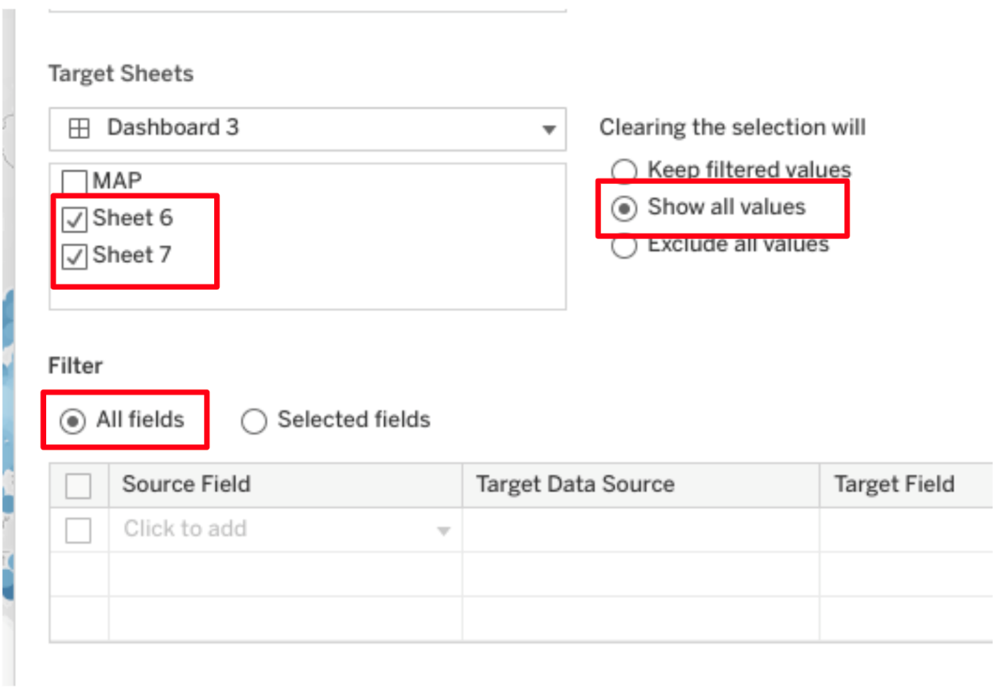 Target Sheets
Dashboard 3
Clearing the selection will
MAP
Keep filtered values
Sheet 6
Show all values
Sheet 7
Exclude all values
Filter
All fields
Selected fields
Source Field
Target Data Source
Target Field
Click to add